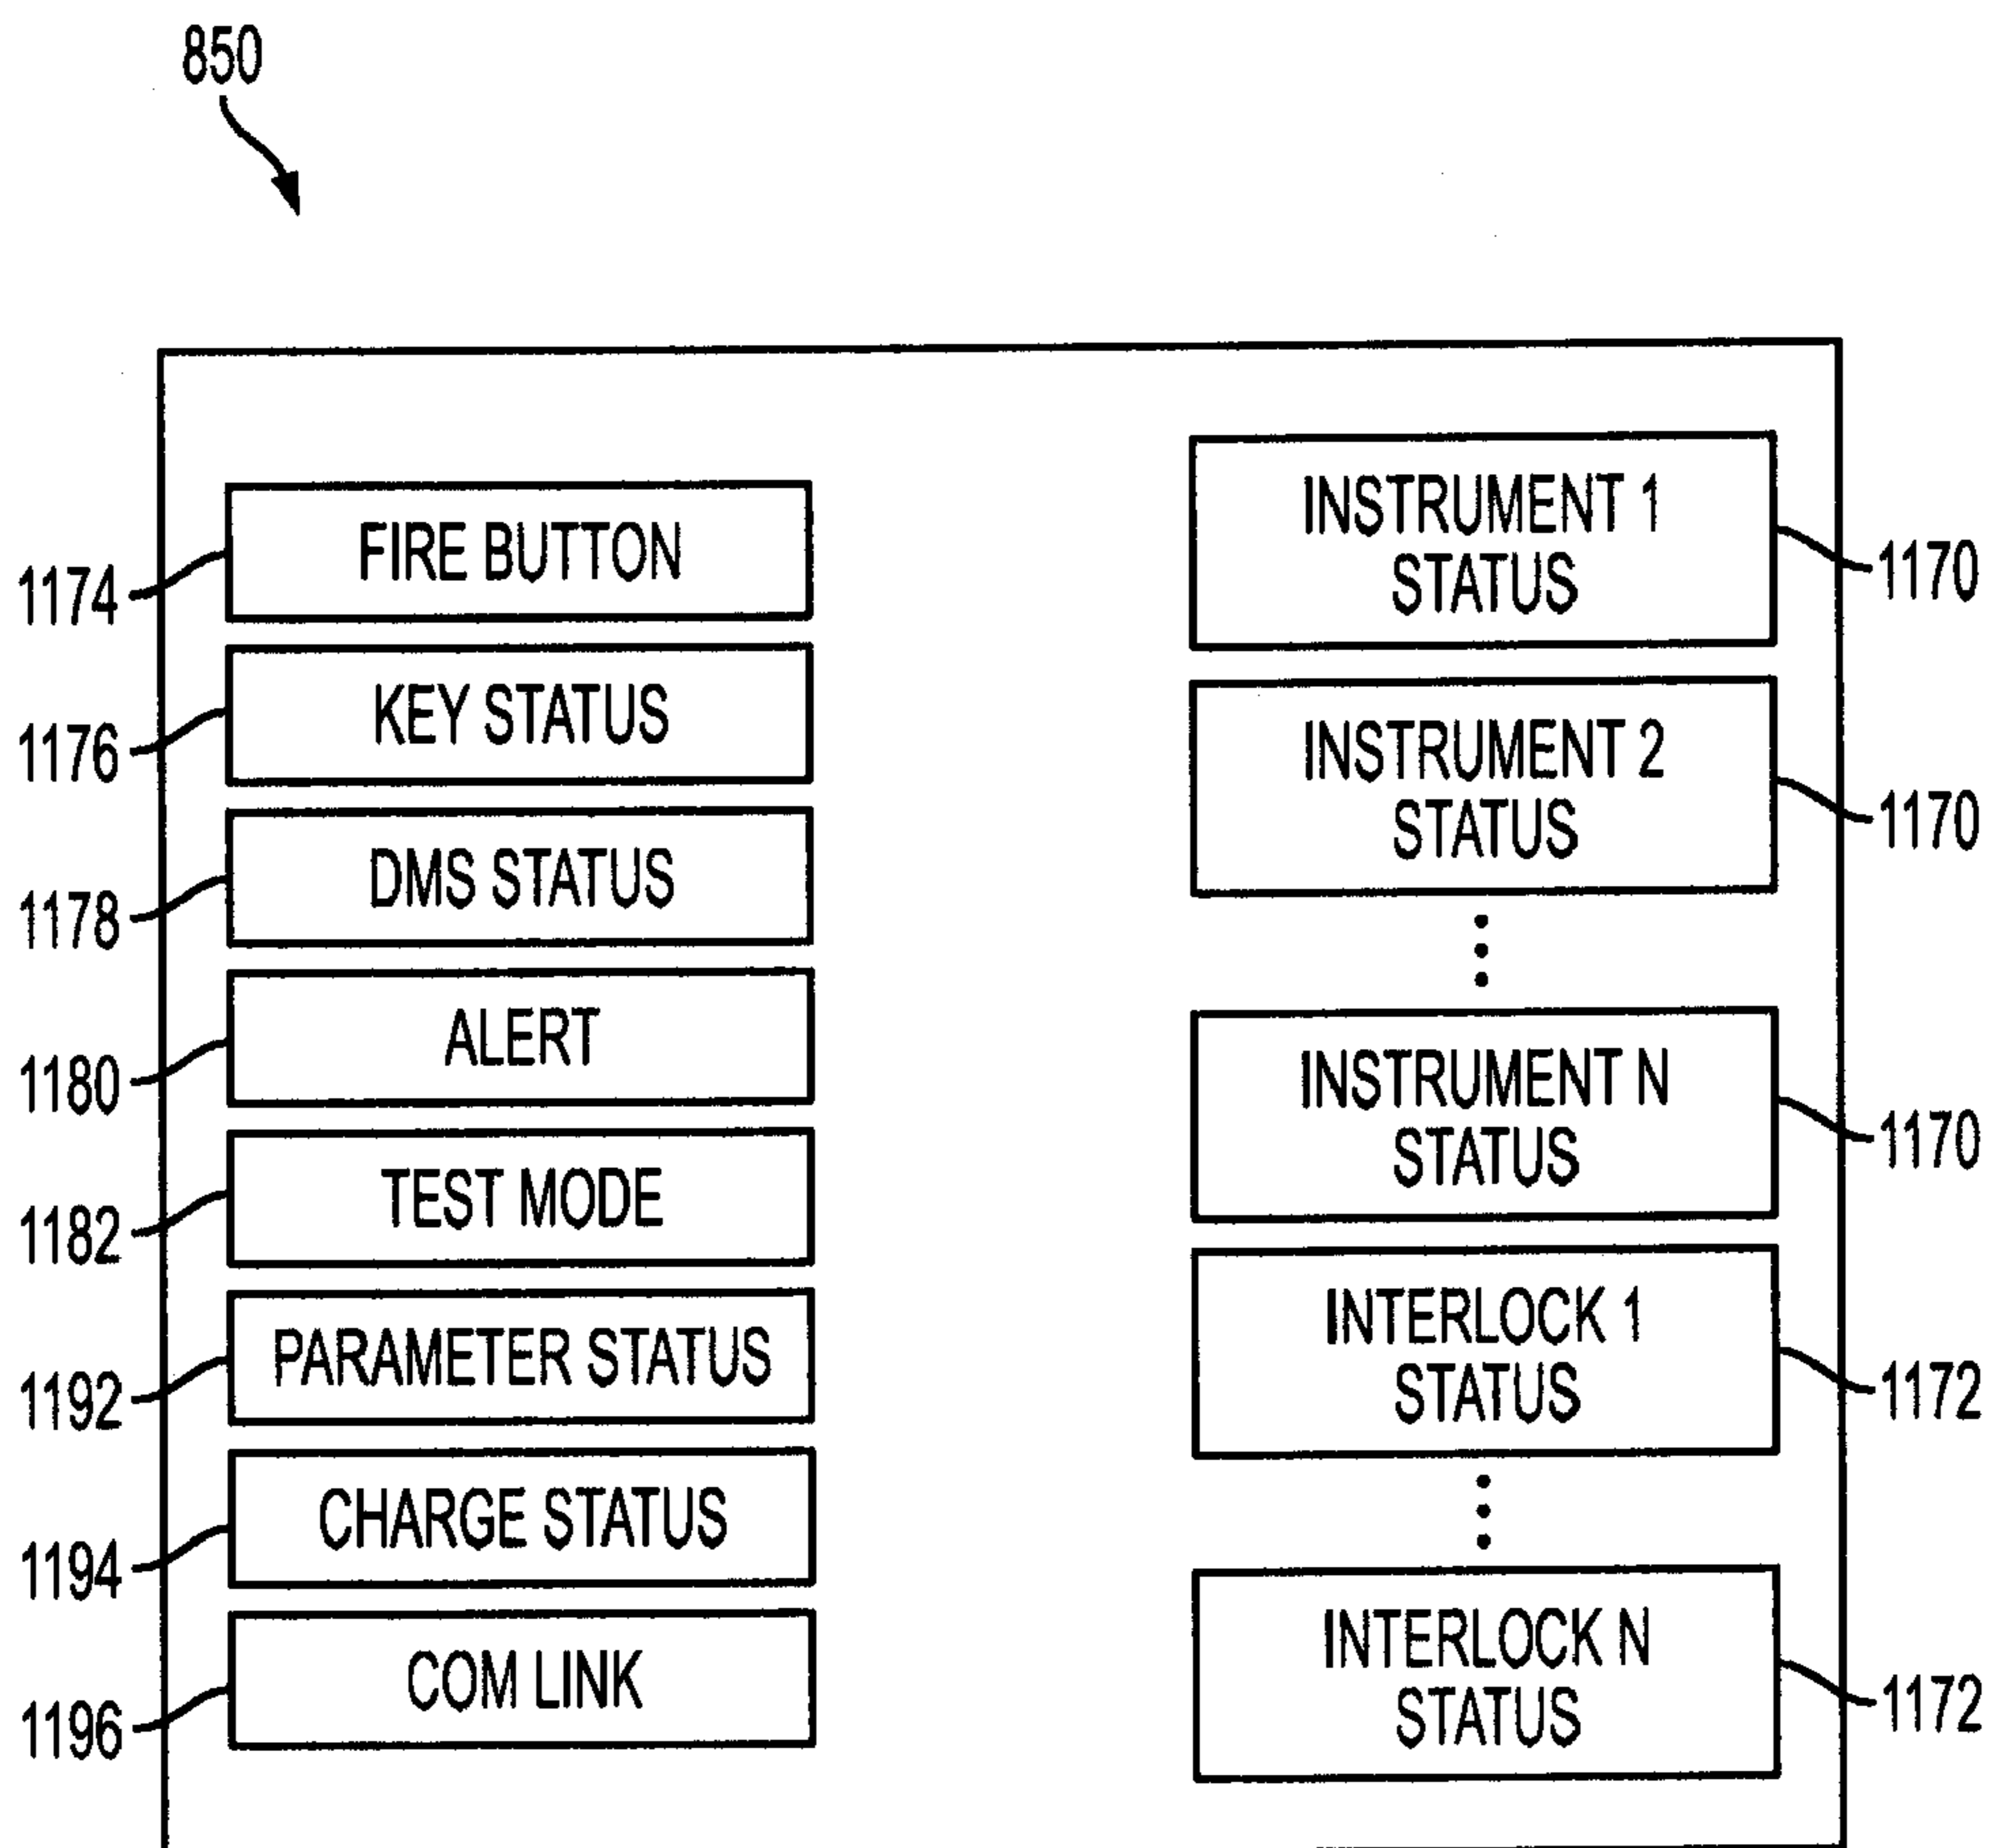 850
FIRE BUTTON
1174
KEY STATUS
1176
DMS STATUS
1178
ALERT
1180
TEST MODE
1182
PARAMETER STATUS
1192
CHARGE STATUS
1194
COM LINK
1196
INSTRUMENT 1
STATUS
1170
INSTRUMENT 2
STATUS
1170
INSTRUMENT N
STATUS
1170
INTERLOCK 1
STATUS
1172
INTERLOCK N
STATUS
1172